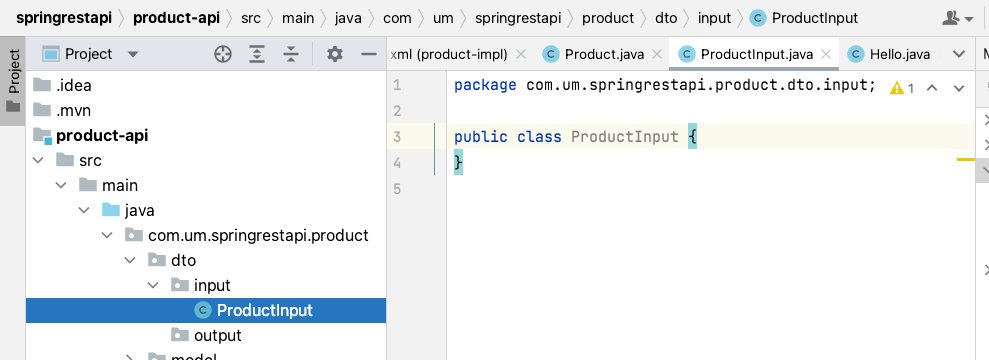 springrestapi product-api src main java com um springrestapi product dto input ProductInput
Project
Project
xml (product-impl) Product.java ProductInput.java Hello.java
.idea
.mvn
product-api
src
main
java
com.um.springrestapi.product
dto
input
ProductInput
output
model
1 package com.um.springrestapi.product.dto.input; 1
2
3 public class ProductInput {
4 }
5